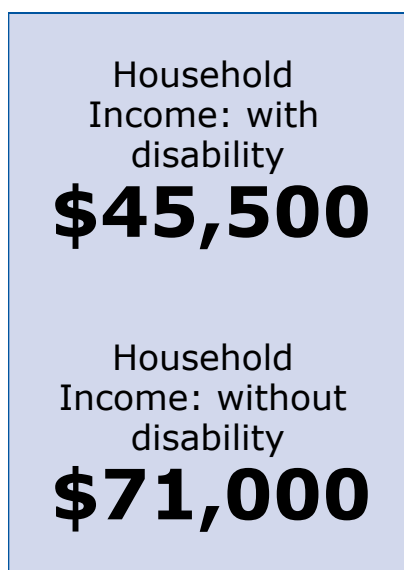 Household
Income: with
disability
$45,500
Household
Income: without
disability
$71,000